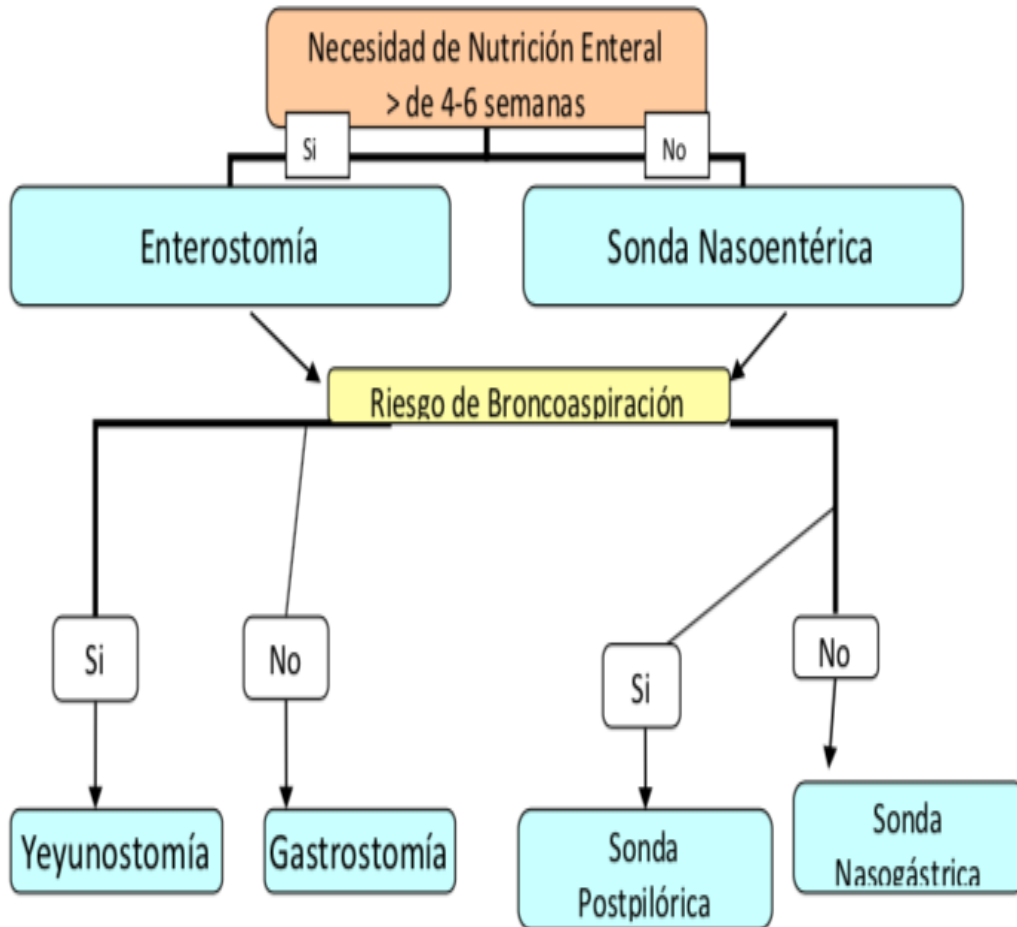 Necesidad de Nutrición Enteral
> de 4-6 semanas
Si
No
Enterostomía
Sonda Nasoentérica
Riesgo de Broncoaspiración
Si
No
Si
No
Yeyunostomía
Gastrostomía
Sonda
Postpilórica
Sonda
Nasogástrica